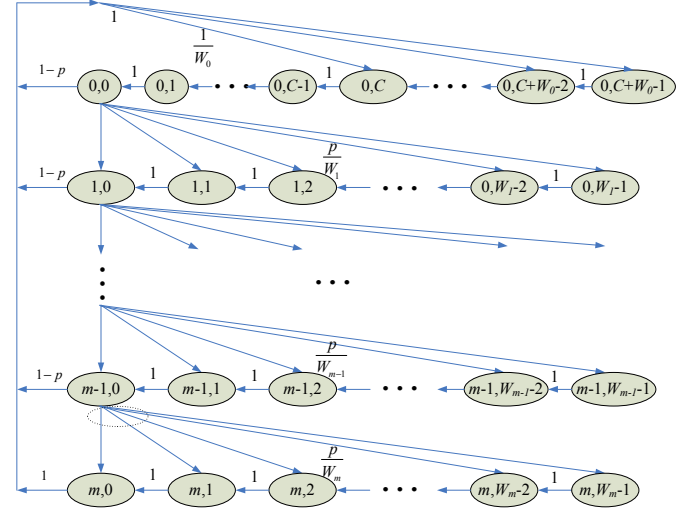 1
1
W₀
1-p 1 1 1 1
0,0 0,1 ••• 0,C-1 0,C ••• 0,C+W₀-2 0,C+W₀-1
p
W₁
1-p 1 1 1
1,0 1,1 1,2 ••• 0,W₁-2 0,W₁-1
•••
p
Wₘ₋₁
1-p 1 1 1
m-1,0 m-1,1 m-1,2 ••• m-1,Wₘ₋₁-2 m-1,Wₘ₋₁-1
p
Wₘ
1 1 1 1
m,0 m,1 m,2 ••• m,Wₘ-2 m,Wₘ-1